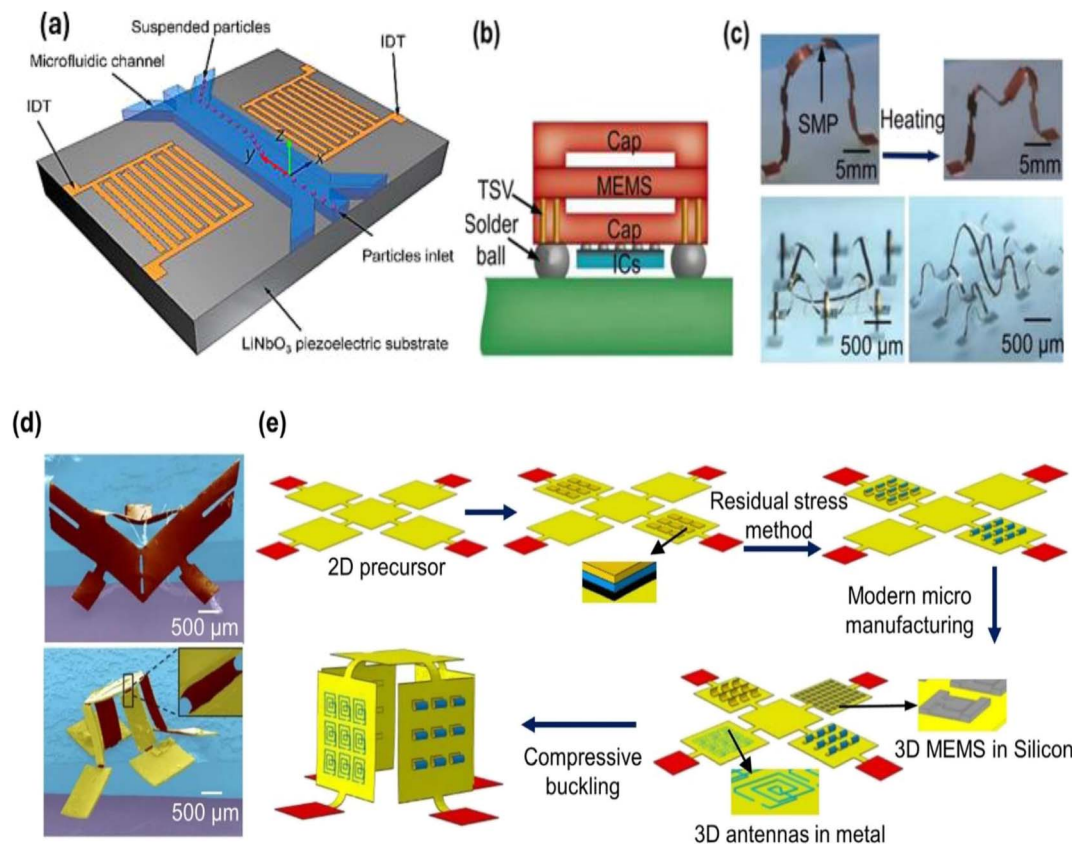 (a)
Suspended particles
Microfluidic channel
IDT
IDT
z
y
x
Particles inlet
LiNbO3 piezoelectric substrate
(b)
Cap
MEMS
TSV
Solder
ball
Cap
ICs
(c)
SMP
Heating
5mm
5mm
500 µm
500 µm
(d)
500 µm
500 µm
(e)
2D precursor
Residual stress
method
Modern micro
manufacturing
3D MEMS in Silicon
3D antennas in metal
Compressive
buckling